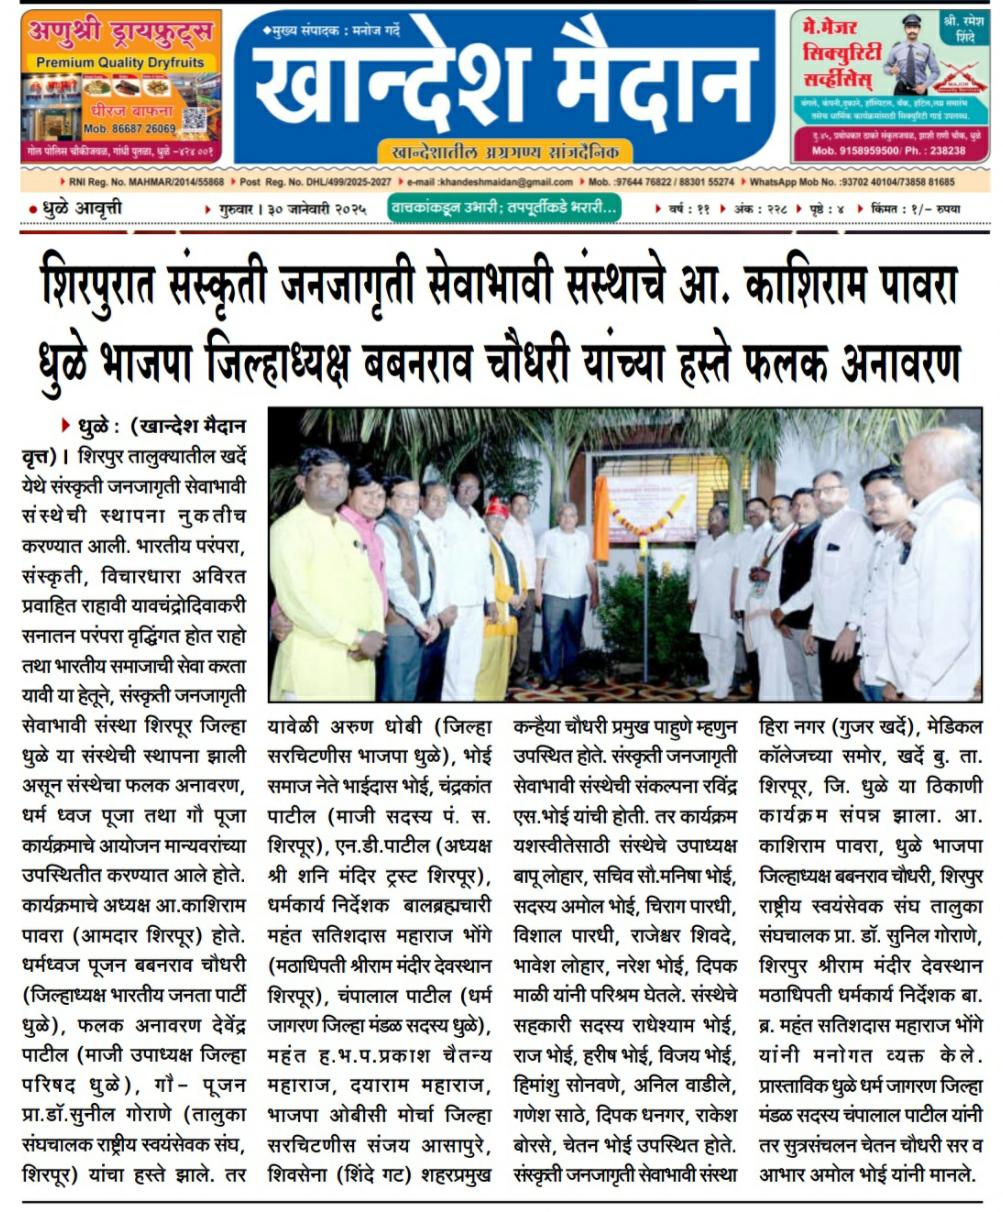 अणुश्री ड्रायफ्रुट्स
Premium Quality Dryfruits
धीरज बाफना
Mob. 86687 26069
गोल पोलिस चौकीजवळ, गांधी पुतळा, धुळे -४२४ ००१
◆मुख्य संपादक : मनोज गर्दे
खान्देश मैदान
खान्देशातील अग्रगण्य सांजदैनिक
मे.मेजर
सिक्युरिटी
सर्व्हीसेस्
श्री. रमेश
शिंदे
बंगले, कंपनी,दुकाने, हॉस्पिटल, बँक, हॉटेल,लग्न समारंभ
तसेच धार्मिक कार्यक्रमांसाठी सिक्युरिटी गार्ड उपलब्ध.
दु.४५, प्रबोधनकार ठाकरे संकुलजवळ, झाशी राणी चौक, धुळे
Mob. 9158959500/ Ph. : 238238
RNI Reg. No. MAHMAR/2014/55868 Post Reg. No. DHL/499/2025-2027 e-mail :khandeshmaidan@gmail.com Mob. :97644 76822 / 88301 55274 WhatsApp Mob No. :93702 40104/73858 81685
• धुळे आवृत्ती
गुरुवार । ३० जानेवारी २०२५
वाचकांकडून उभारी; तपपूर्तीकडे भरारी...
वर्ष : ११ अंक : २२८ पृष्ठे : ४ किंमत : १/- रुपया
शिरपुरात संस्कृती जनजागृती सेवाभावी संस्थाचे आ. काशिराम पावरा
धुळे भाजपा जिल्हाध्यक्ष बबनराव चौधरी यांच्या हस्ते फलक अनावरण
धुळे : (खान्देश मैदान
वृत्त)। शिरपुर तालुक्यातील खर्दे
येथे संस्कृती जनजागृती सेवाभावी
संस्थेची स्थापना नुकतीच
करण्यात आली. भारतीय परंपरा,
संस्कृती, विचारधारा अविरत
प्रवाहित राहावी यावचंद्रोदिवाकरी
सनातन परंपरा वृद्धिंगत होत राहो
तथा भारतीय समाजाची सेवा करता
यावी या हेतूने, संस्कृती जनजागृती
सेवाभावी संस्था शिरपूर जिल्हा
धुळे या संस्थेची स्थापना झाली
असून संस्थेचा फलक अनावरण,
धर्म ध्वज पूजा तथा गौ पूजा
कार्यक्रमाचे आयोजन मान्यवरांच्या
उपस्थितीत करण्यात आले होते.
कार्यक्रमाचे अध्यक्ष आ.काशिराम
पावरा (आमदार शिरपूर) होते.
धर्मध्वज पूजन बबनराव चौधरी
(जिल्हाध्यक्ष भारतीय जनता पार्टी
धुळे), फलक अनावरण देवेंद्र
पाटील (माजी उपाध्यक्ष जिल्हा
परिषद धुळे), गौ- पूजन
प्रा.डॉ.सुनील गोराणे (तालुका
संघचालक राष्ट्रीय स्वयंसेवक संघ,
शिरपूर) यांचा हस्ते झाले. तर
यावेळी अरुण धोबी (जिल्हा
सरचिटणीस भाजपा धुळे), भोई
समाज नेते भाईदास भोई, चंद्रकांत
पाटील (माजी सदस्य पं. स.
शिरपूर), एन.डी.पाटील (अध्यक्ष
श्री शनि मंदिर ट्रस्ट शिरपूर),
धर्मकार्य निर्देशक बालब्रह्मचारी
महंत सतिशदास महाराज भोंगे
(मठाधिपती श्रीराम मंदीर देवस्थान
शिरपूर), चंपालाल पाटील (धर्म
जागरण जिल्हा मंडळ सदस्य धुळे),
महंत ह.भ.प.प्रकाश चैतन्य
महाराज, दयाराम महाराज,
भाजपा ओबीसी मोर्चा जिल्हा
सरचिटणीस संजय आसापुरे,
शिवसेना (शिंदे गट) शहरप्रमुख
कन्हैया चौधरी प्रमुख पाहुणे म्हणुन
उपस्थित होते. संस्कृती जनजागृती
सेवाभावी संस्थेची संकल्पना रविंद्र
एस.भोई यांची होती. तर कार्यक्रम
यशस्वीतेसाठी संस्थेचे उपाध्यक्ष
बापू लोहार, सचिव सौ.मनिषा भोई,
सदस्य अमोल भोई, चिराग पारधी,
विशाल पारधी, राजेश्वर शिवदे,
भावेश लोहार, नरेश भोई, दिपक
माळी यांनी परिश्रम घेतले. संस्थेचे
सहकारी सदस्य राधेश्याम भोई,
राज भोई, हरीष भोई, विजय भोई,
हिमांशु सोनवणे, अनिल वाडीले,
गणेश साठे, दिपक धनगर, राकेश
बोरसे, चेतन भोई उपस्थित होते.
संस्कृती जनजागृती सेवाभावी संस्था
हिरा नगर (गुजर खर्दे), मेडिकल
कॉलेजच्या समोर, खर्दे बु. ता.
शिरपूर, जि. धुळे या ठिकाणी
कार्यक्रम संपन्न झाला. आ.
काशिराम पावरा, धुळे भाजपा
जिल्हाध्यक्ष बबनराव चौधरी, शिरपुर
राष्ट्रीय स्वयंसेवक संघ तालुका
संघचालक प्रा. डॉ. सुनिल गोराणे,
शिरपुर श्रीराम मंदीर देवस्थान
मठाधिपती धर्मकार्य निर्देशक बा.
ब्र. महंत सतिशदास महाराज भोंगे
यांनी मनोगत व्यक्त केले.
प्रास्ताविक धुळे धर्म जागरण जिल्हा
मंडळ सदस्य चंपालाल पाटील यांनी
तर सुत्रसंचलन चेतन चौधरी सर व
आभार अमोल भोई यांनी मानले.